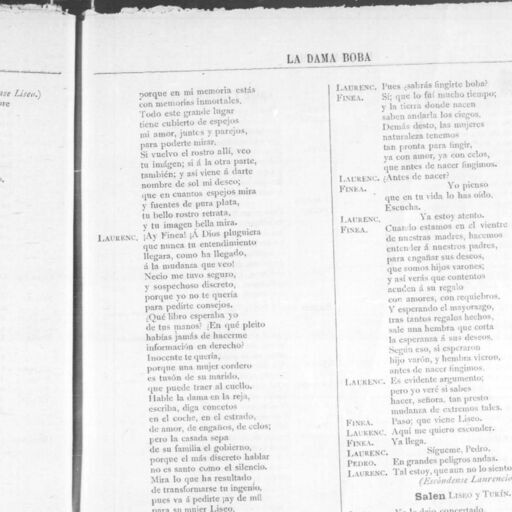 ase Liseo.)
LA DAMA BOBA
porque en mi memoria estás
con memorias inmortales.
Todo este grande lugar
tiene cubierto de espejos
mi amor, juntos y parejos,
para poderte mirar.
Si vuelvo el rostro allí, veo
tu imágen; si á la otra parte,
también; y así viene á darte
nombre de sol mi deseo;
que en cuantos espejos mira
y fuentes de pura plata,
tu bello rostro retrata,
y tu imagen bella mira.
LAURENC. ¡Ay Finea! ¡Á Dios pluguiera
que nunca tu entendimiento
llegara, como ha llegado,
á la mudanza que veo!
Necio me tuvo seguro,
y sospechoso discreto,
porque yo no te quería
para pedirte consejos.
¿Qué libro esperaba yo
de tus manos? ¿En qué pleito
habías jamás de hacerme
información en derecho?
Inocente te quería,
porque una mujer cordero
es tusón de su marido,
que puede traer al cuello.
Hable la dama en la reja,
escriba, diga concetos
en el coche, en el estrado,
de amor, de engaños, de celos;
pero la casada sepa
de su familia el gobierno,
porque el más discreto hablar
no es santo como el silencio.
Mira lo que ha resultado
de transformarse tu ingenio,
pues va á pedirte ¡ay de mí!
para su mujer Liseo.
LAURENC. Pues ¿sabrás fingirte boba?
FINEA. Sí; que lo fuí mucho tiempo;
y la tierra donde nacen
saben andarla los ciegos.
Demás desto, las mujeres
naturaleza tenemos
tan pronta para fingir,
ya con amor, ya con celos,
que antes de nacer fingimos.
LAURENC. ¿Antes de nacer?
FINEA. Yo pienso
que en tu vida lo has oído.
Escucha.
LAURENC. Ya estoy atento.
FINEA. Cuando estamos en el vientre
de nuestras madres, hacemos
entender á nuestros padres,
para engañar sus deseos,
que somos hijos varones;
y así verás que contentos
acuden á su regalo
con amores, con requiebros.
Y esperando el mayorazgo,
tras tantos regalos hechos,
sale una hembra que corta
la esperanza á sus deseos.
Según eso, si esperaron
hijo varón, y hembra vieron,
antes de nacer fingimos.
LAURENC. Es evidente argumento;
pero yo veré si sabes
hacer, señora, tan presto
mudanza de extremos tales.
FINEA. Paso; que viene Liseo.
LAURENC. Aquí me quiero esconder.
FINEA. Ya llega.
LAURENC. Sígueme, Pedro.
PEDRO. En grandes peligros andas.
LAURENC. Tal estoy, que aun no lo siento
(Escóndense Laurencio
Salen LISEO y TURÍN.